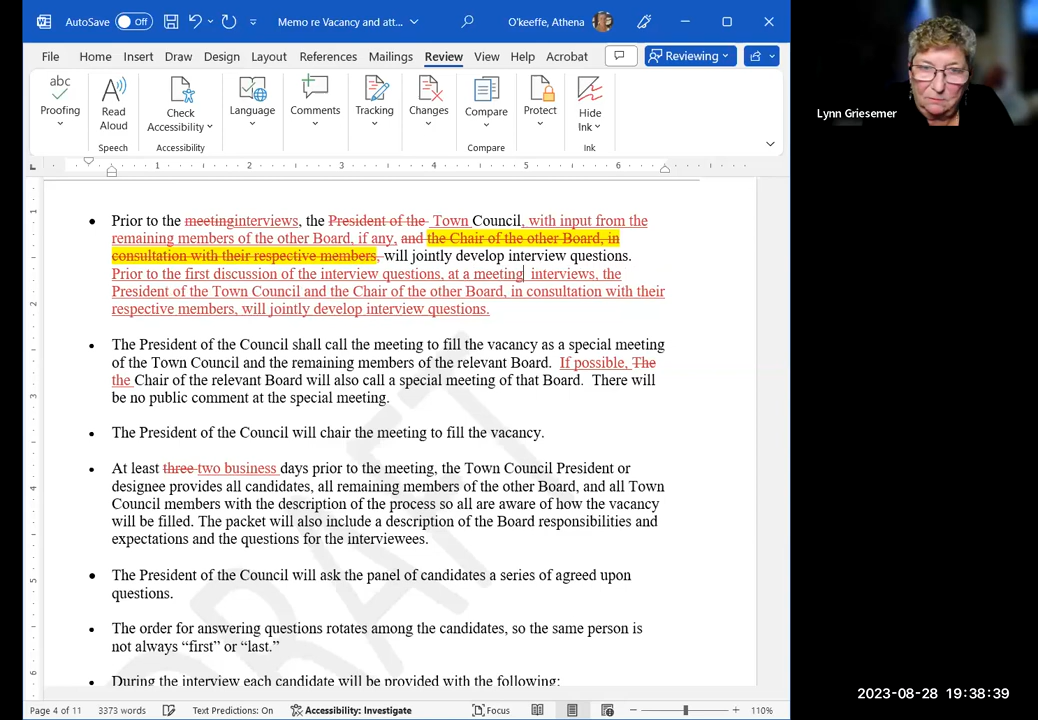 AutoSave Off Memo re Vacancy and att... O'keeffe, Athena
File Home Insert Draw Design Layout References Mailings Review View Help Acrobat Reviewing
Proofing Read Aloud Check Accessibility Language Comments Tracking Changes Compare Protect Hide Ink
Speech Accessibility Compare Ink
1 2 3 4 5 6
Prior to the meetinginterviews, the President of the Town Council, with input from the
remaining members of the other Board, if any, and the Chair of the other Board, in
consultation with their respective members, will jointly develop interview questions.
Prior to the first discussion of the interview questions, at a meeting interviews, the
President of the Town Council and the Chair of the other Board, in consultation with their
respective members, will jointly develop interview questions.
The President of the Council shall call the meeting to fill the vacancy as a special meeting
of the Town Council and the remaining members of the relevant Board. If possible, The
the Chair of the relevant Board will also call a special meeting of that Board. There will
be no public comment at the special meeting.
The President of the Council will chair the meeting to fill the vacancy.
At least three two business days prior to the meeting, the Town Council President or
designee provides all candidates, all remaining members of the other Board, and all Town
Council members with the description of the process so all are aware of how the vacancy
will be filled. The packet will also include a description of the Board responsibilities and
expectations and the questions for the interviewees.
The President of the Council will ask the panel of candidates a series of agreed upon
questions.
The order for answering questions rotates among the candidates, so the same person is
not always “first” or “last.”
During the interview each candidate will be provided with the following:
DRAFT
Page 4 of 11 3373 words Text Predictions: On Accessibility: Investigate Focus 110%
Lynn Griesemer
2023-08-28 19:38:39